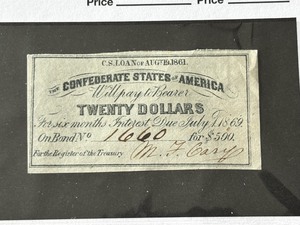 Price Price
C.S. LOAN OF AUG. 19, 1861.
THE CONFEDERATE STATES OF AMERICA
Will pay to Bearer
TWENTY DOLLARS
For six months Interest Due July 1, 1869,
On Bond, No 1660 for $500.
For the Register of the Treasury